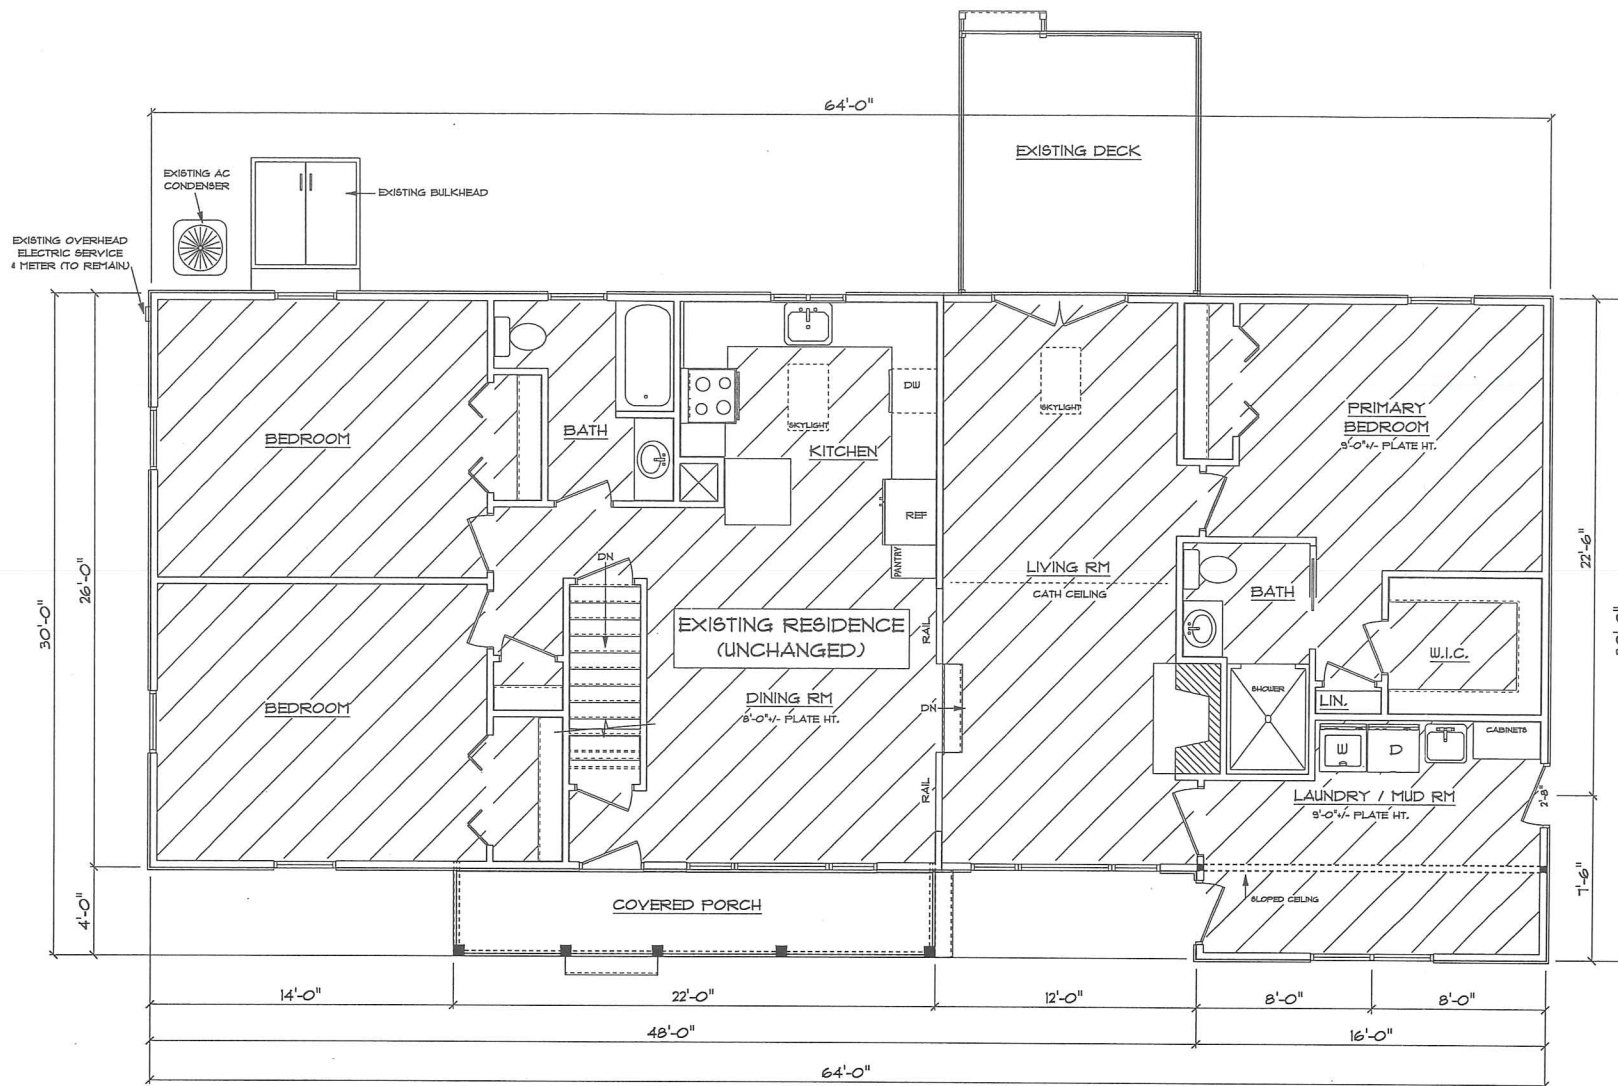 64'-0"
EXISTING DECK
EXISTING AC
CONDENSER
EXISTING BULKHEAD
EXISTING OVERHEAD
ELECTRIC SERVICE
& METER (TO REMAIN)
BEDROOM
BATH
SKYLIGHT
KITCHEN
DW
REF
PANTRY
SKYLIGHT
PRIMARY
BEDROOM
9'-0"+/- PLATE HT.
30'-0"
26'-0"
22'-6"
DN
LIVING RM
CATH CEILING
BATH
EXISTING RESIDENCE
(UNCHANGED)
RAIL
W.I.C.
BEDROOM
DINING RM
8'-0"+/- PLATE HT.
DN
SHOWER
LIN.
W
D
CABINETS
RAIL
LAUNDRY / MUD RM
9'-0"+/- PLATE HT.
2'-8"
4'-0"
COVERED PORCH
SLOPED CEILING
7'-6"
14'-0"
22'-0"
12'-0"
8'-0"
8'-0"
48'-0"
16'-0"
64'-0"